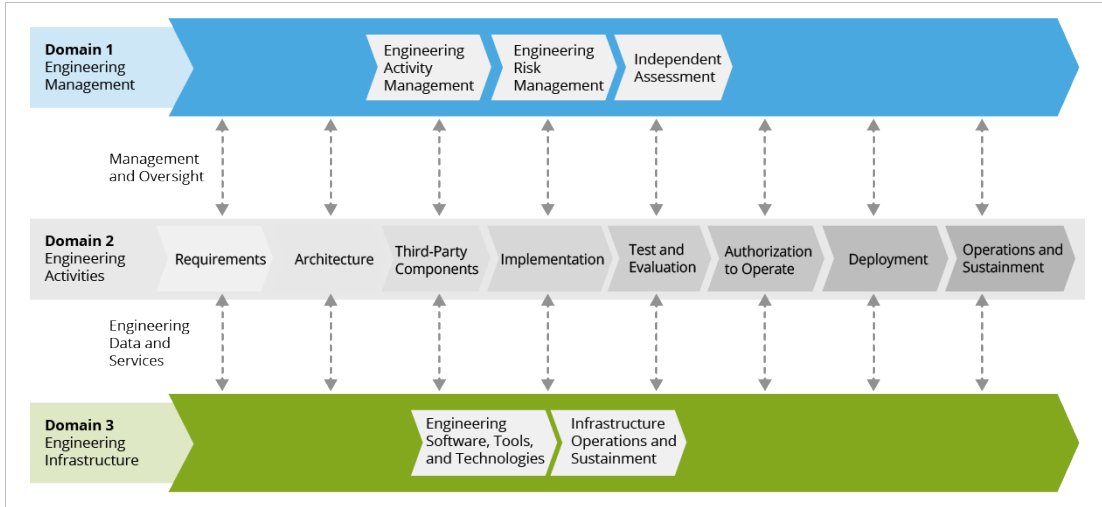 Domain 1
Engineering
Management
Engineering
Activity
Management
Engineering
Risk
Management
Independent
Assessment
Management
and Oversight
Domain 2
Engineering
Activities
Requirements
Architecture
Third-Party
Components
Implementation
Test and
Evaluation
Authorization
to Operate
Deployment
Operations and
Sustainment
Engineering
Data and
Services
Domain 3
Engineering
Infrastructure
Engineering
Software, Tools,
and Technologies
Infrastructure
Operations and
Sustainment